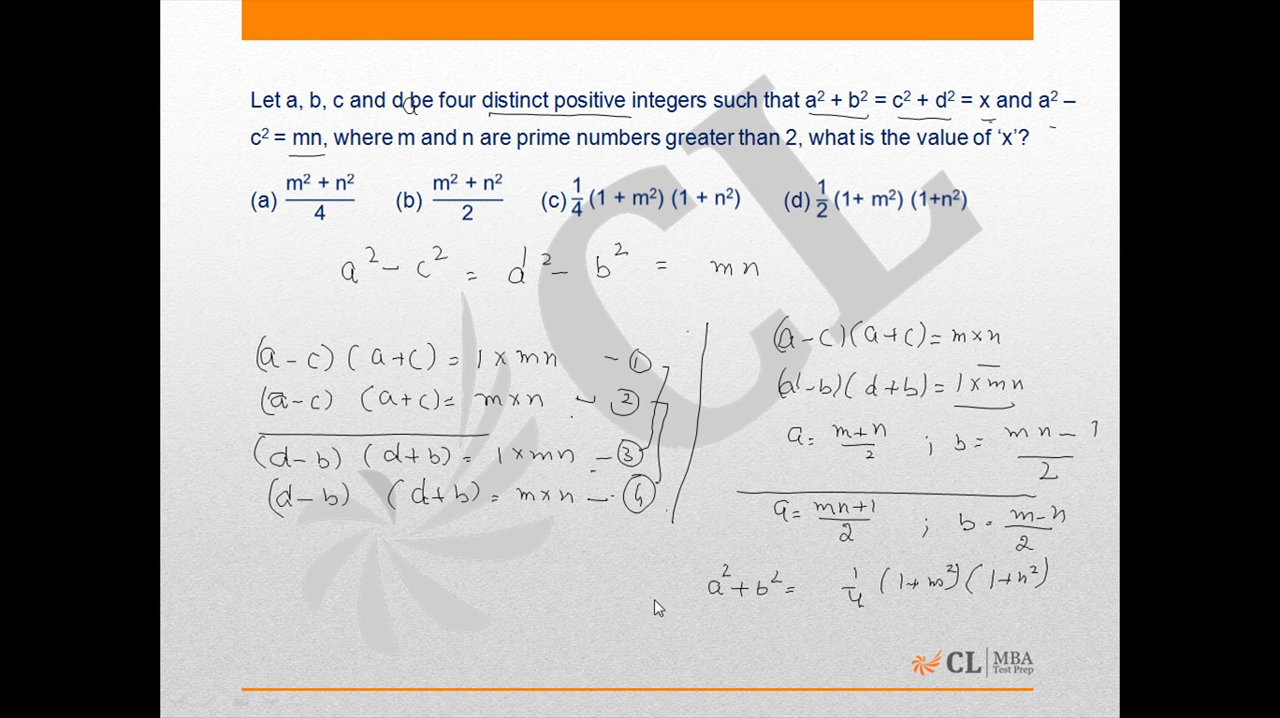 Let a, b, c and d be four distinct positive integers such that a² + b² = c² + d² = x and a² –
c² = mn, where m and n are prime numbers greater than 2, what is the value of ‘x’?
(a) m² + n² / 4 (b) m² + n² / 2 (c) 1/4 (1 + m²) (1 + n²) (d) 1/2 (1+ m²) (1+n²)
a² – c² = d² – b² = mn
(a – c) (a + c) = 1 × mn – ①
(a – c) (a + c) = m × n – ②
(d – b) (d + b) = 1 × mn – ③
(d – b) (d + b) = m × n – ④
(a – c) (a + c) = m × n
(d – b) (d + b) = 1 × mn
a = m + n / 2 ; b = mn – 1 / 2
a = mn + 1 / 2 ; b = m – n / 2
a² + b² = 1/4 (1 + m²) (1 + n²)
CL
CL MBA
Test Prep